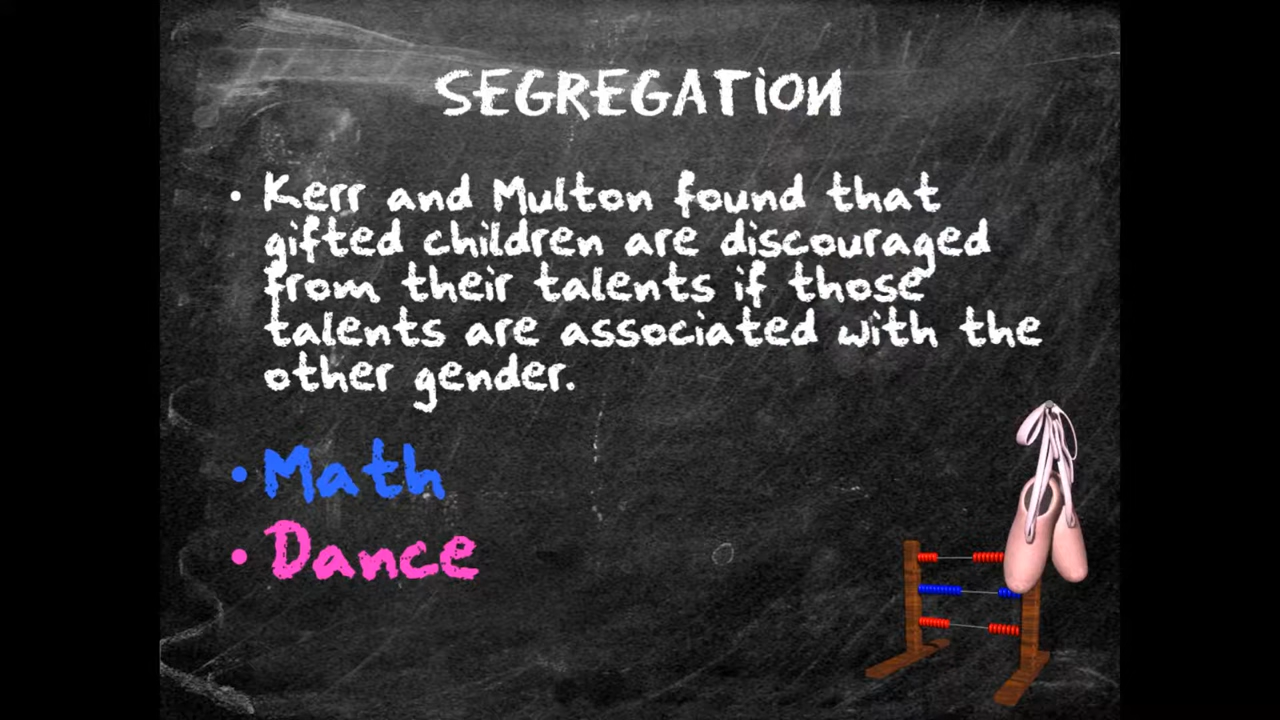 SEGREGATiON
• Kerr and Multon found that
gifted children are discouraged
from their talents if those
talents are associated with the
other gender.
• Math
• Dance